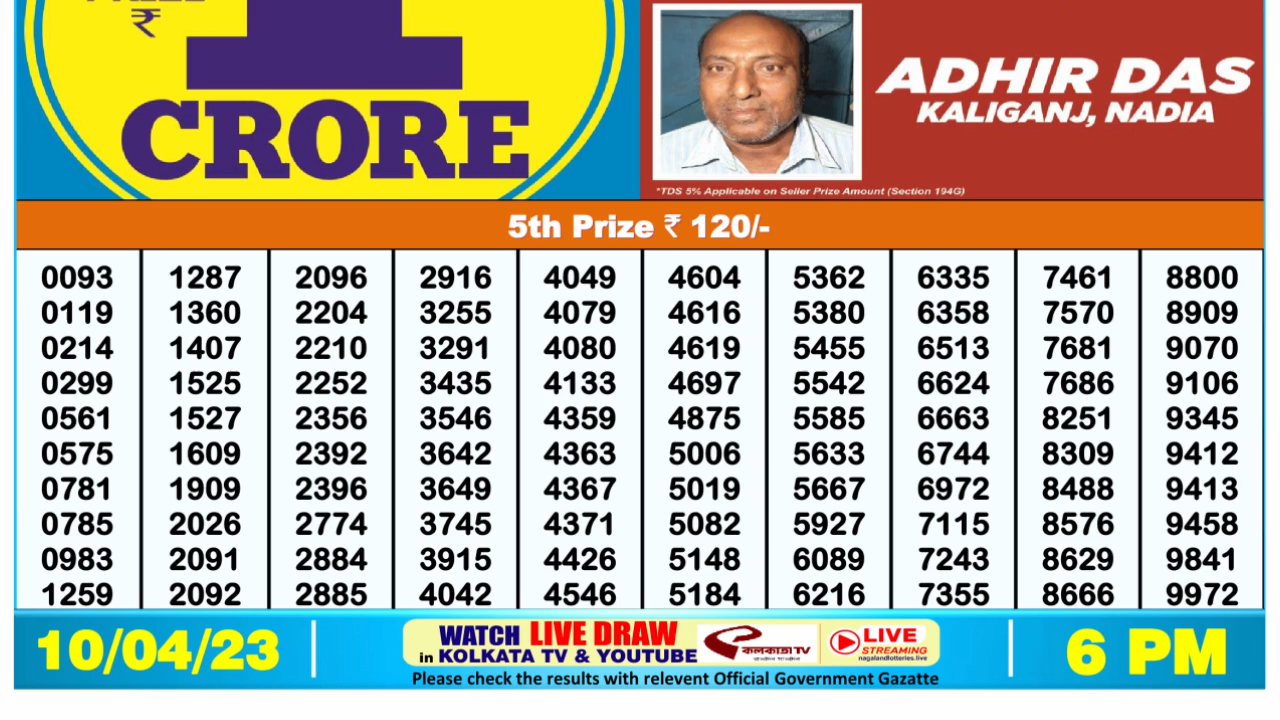 ₹
1
CRORE
ADHIR DAS
KALIGANJ, NADIA
*TDS 5% Applicable on Seller Prize Amount (Section 194G)
5th Prize ₹ 120/-
0093 1287 2096 2916 4049 4604 5362 6335 7461 8800
0119 1360 2204 3255 4079 4616 5380 6358 7570 8909
0214 1407 2210 3291 4080 4619 5455 6513 7681 9070
0299 1525 2252 3435 4133 4697 5542 6624 7686 9106
0561 1527 2356 3546 4359 4875 5585 6663 8251 9345
0575 1609 2392 3642 4363 5006 5633 6744 8309 9412
0781 1909 2396 3649 4367 5019 5667 6972 8488 9413
0785 2026 2774 3745 4371 5082 5927 7115 8576 9458
0983 2091 2884 3915 4426 5148 6089 7243 8629 9841
1259 2092 2885 4042 4546 5184 6216 7355 8666 9972
10/04/23
WATCH LIVE DRAW
in KOLKATA TV & YOUTUBE
কলকাতা TV
LIVE
STREAMING
nagalandlotteries.live
6 PM
Please check the results with relevent Official Government Gazatte